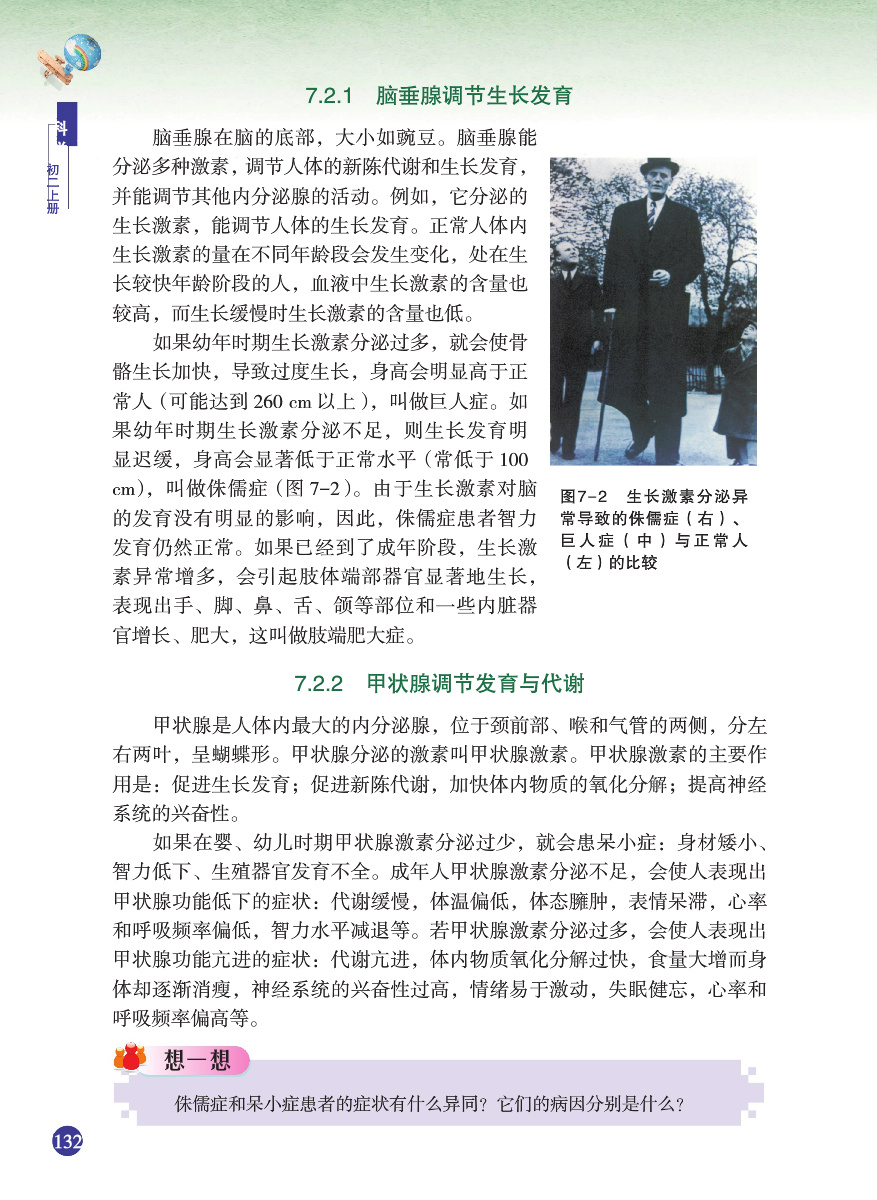 科
初二上册
7.2.1 脑垂腺调节生长发育
脑垂腺在脑的底部，大小如豌豆。脑垂腺能
分泌多种激素，调节人体的新陈代谢和生长发育，
并能调节其他内分泌腺的活动。例如，它分泌的
生长激素，能调节人体的生长发育。正常人体内
生长激素的量在不同年龄段会发生变化，处在生
长较快年龄阶段的人，血液中生长激素的含量也
较高，而生长缓慢时生长激素的含量也低。
如果幼年时期生长激素分泌过多，就会使骨
骼生长加快，导致过度生长，身高会明显高于正
常人（可能达到 260 cm 以上），叫做巨人症。如
果幼年时期生长激素分泌不足，则生长发育明
显迟缓，身高会显著低于正常水平（常低于 100
cm），叫做侏儒症（图 7-2）。由于生长激素对脑
的发育没有明显的影响，因此，侏儒症患者智力
发育仍然正常。如果已经到了成年阶段，生长激
素异常增多，会引起肢体端部器官显著地生长，
表现出手、脚、鼻、舌、颌等部位和一些内脏器
官增长、肥大，这叫做肢端肥大症。
图7-2 生长激素分泌异
常导致的侏儒症（右）、
巨人症（中）与正常人
（左）的比较
7.2.2 甲状腺调节发育与代谢
甲状腺是人体内最大的内分泌腺，位于颈前部、喉和气管的两侧，分左
右两叶，呈蝴蝶形。甲状腺分泌的激素叫甲状腺激素。甲状腺激素的主要作
用是：促进生长发育；促进新陈代谢，加快体内物质的氧化分解；提高神经
系统的兴奋性。
如果在婴、幼儿时期甲状腺激素分泌过少，就会患呆小症：身材矮小、
智力低下、生殖器官发育不全。成年人甲状腺激素分泌不足，会使人表现出
甲状腺功能低下的症状：代谢缓慢，体温偏低，体态臃肿，表情呆滞，心率
和呼吸频率偏低，智力水平减退等。若甲状腺激素分泌过多，会使人表现出
甲状腺功能亢进的症状：代谢亢进，体内物质氧化分解过快，食量大增而身
体却逐渐消瘦，神经系统的兴奋性过高，情绪易于激动，失眠健忘，心率和
呼吸频率偏高等。
想一想
侏儒症和呆小症患者的症状有什么异同？它们的病因分别是什么？
132